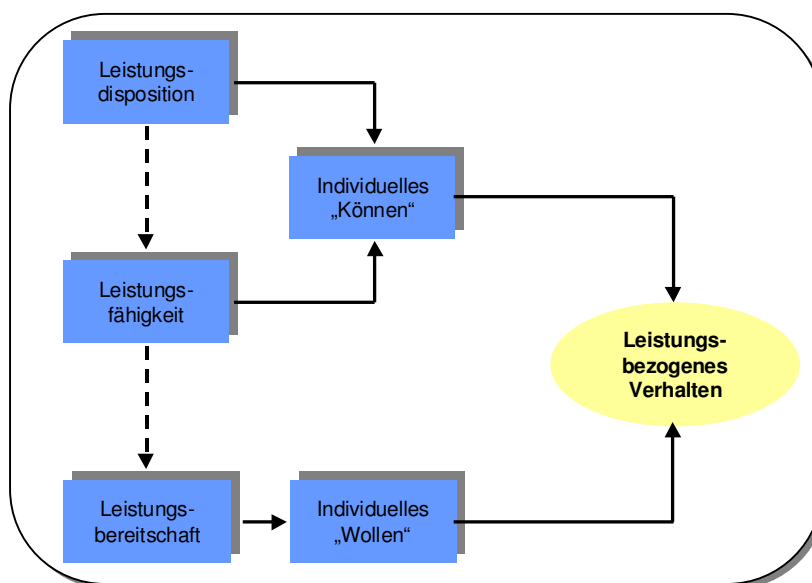 Leistungs-
disposition
Individuelles
„Können“
Leistungs-
fähigkeit
Leistungs-
bezogenes
Verhalten
Leistungs-
bereitschaft
Individuelles
„Wollen“